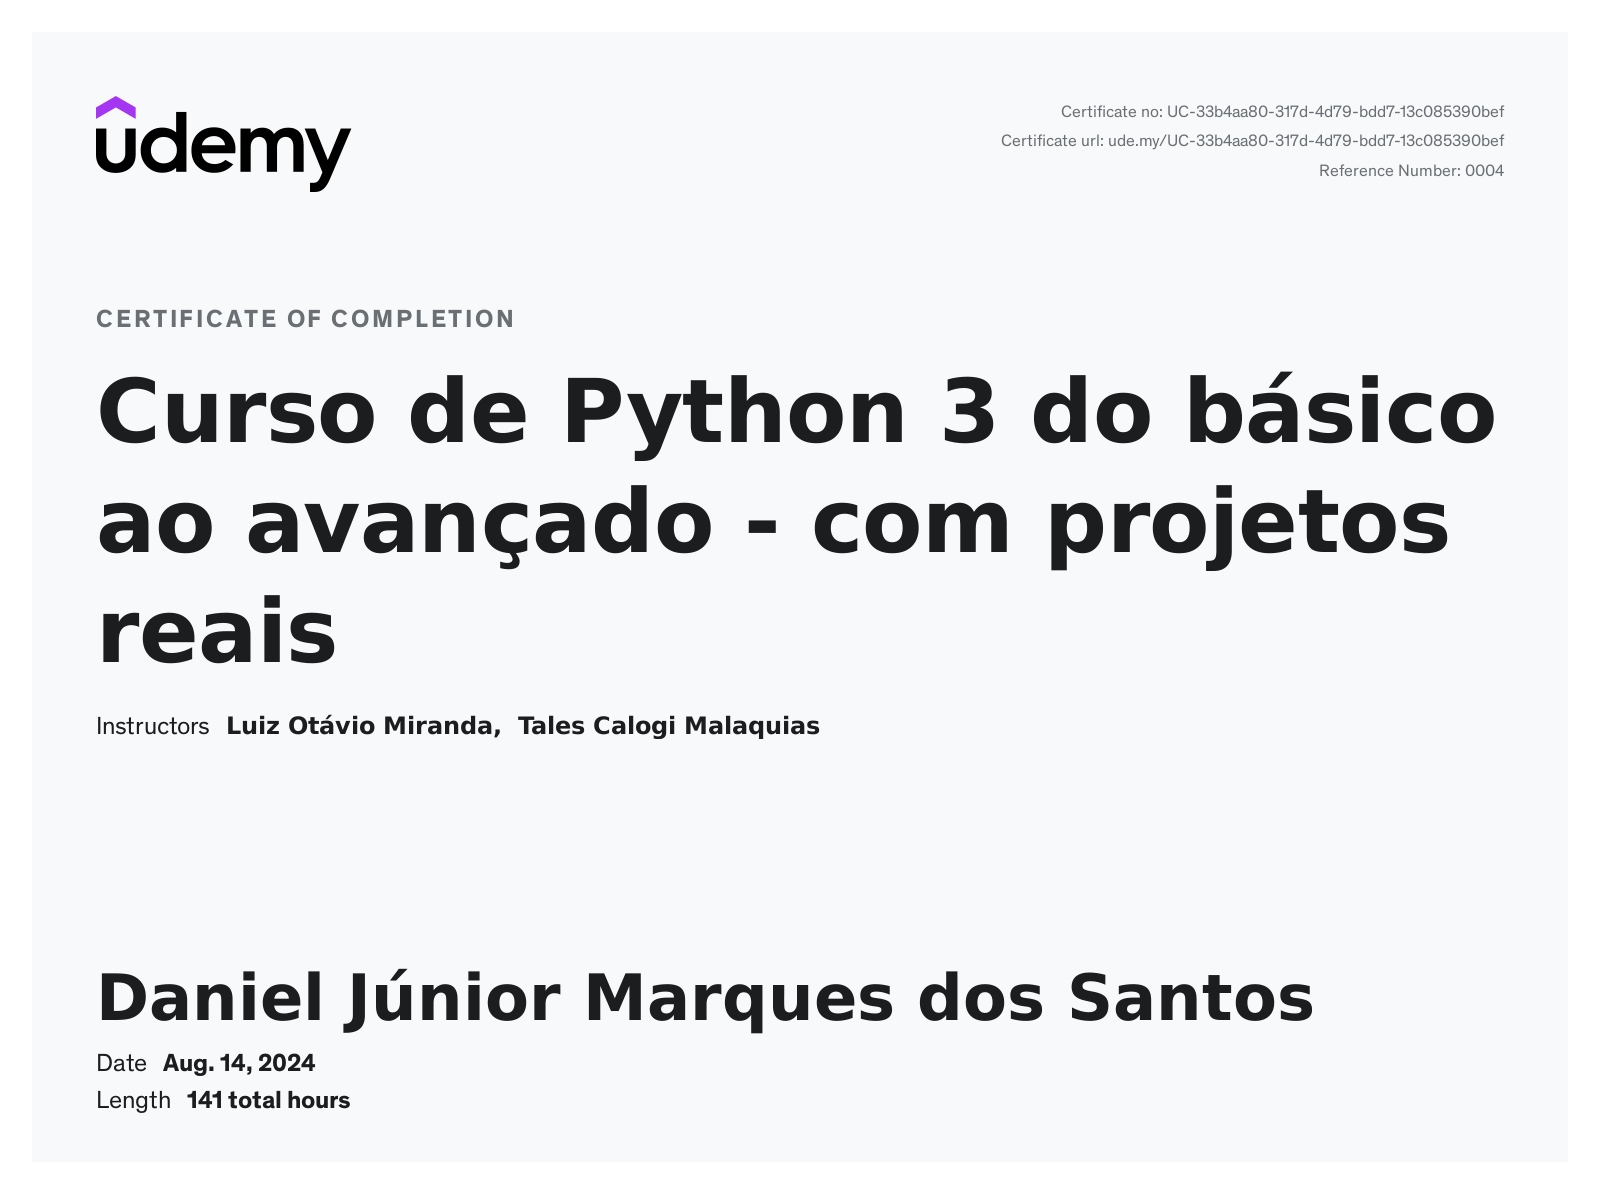 udemy
Certificate no: UC-33b4aa80-317d-4d79-bdd7-13c085390bef
Certificate url: ude.my/UC-33b4aa80-317d-4d79-bdd7-13c085390bef
Reference Number: 0004
CERTIFICATE OF COMPLETION
Curso de Python 3 do básico
ao avançado - com projetos
reais
Instructors Luiz Otávio Miranda, Tales Calogi Malaquias
Daniel Júnior Marques dos Santos
Date Aug. 14, 2024
Length 141 total hours